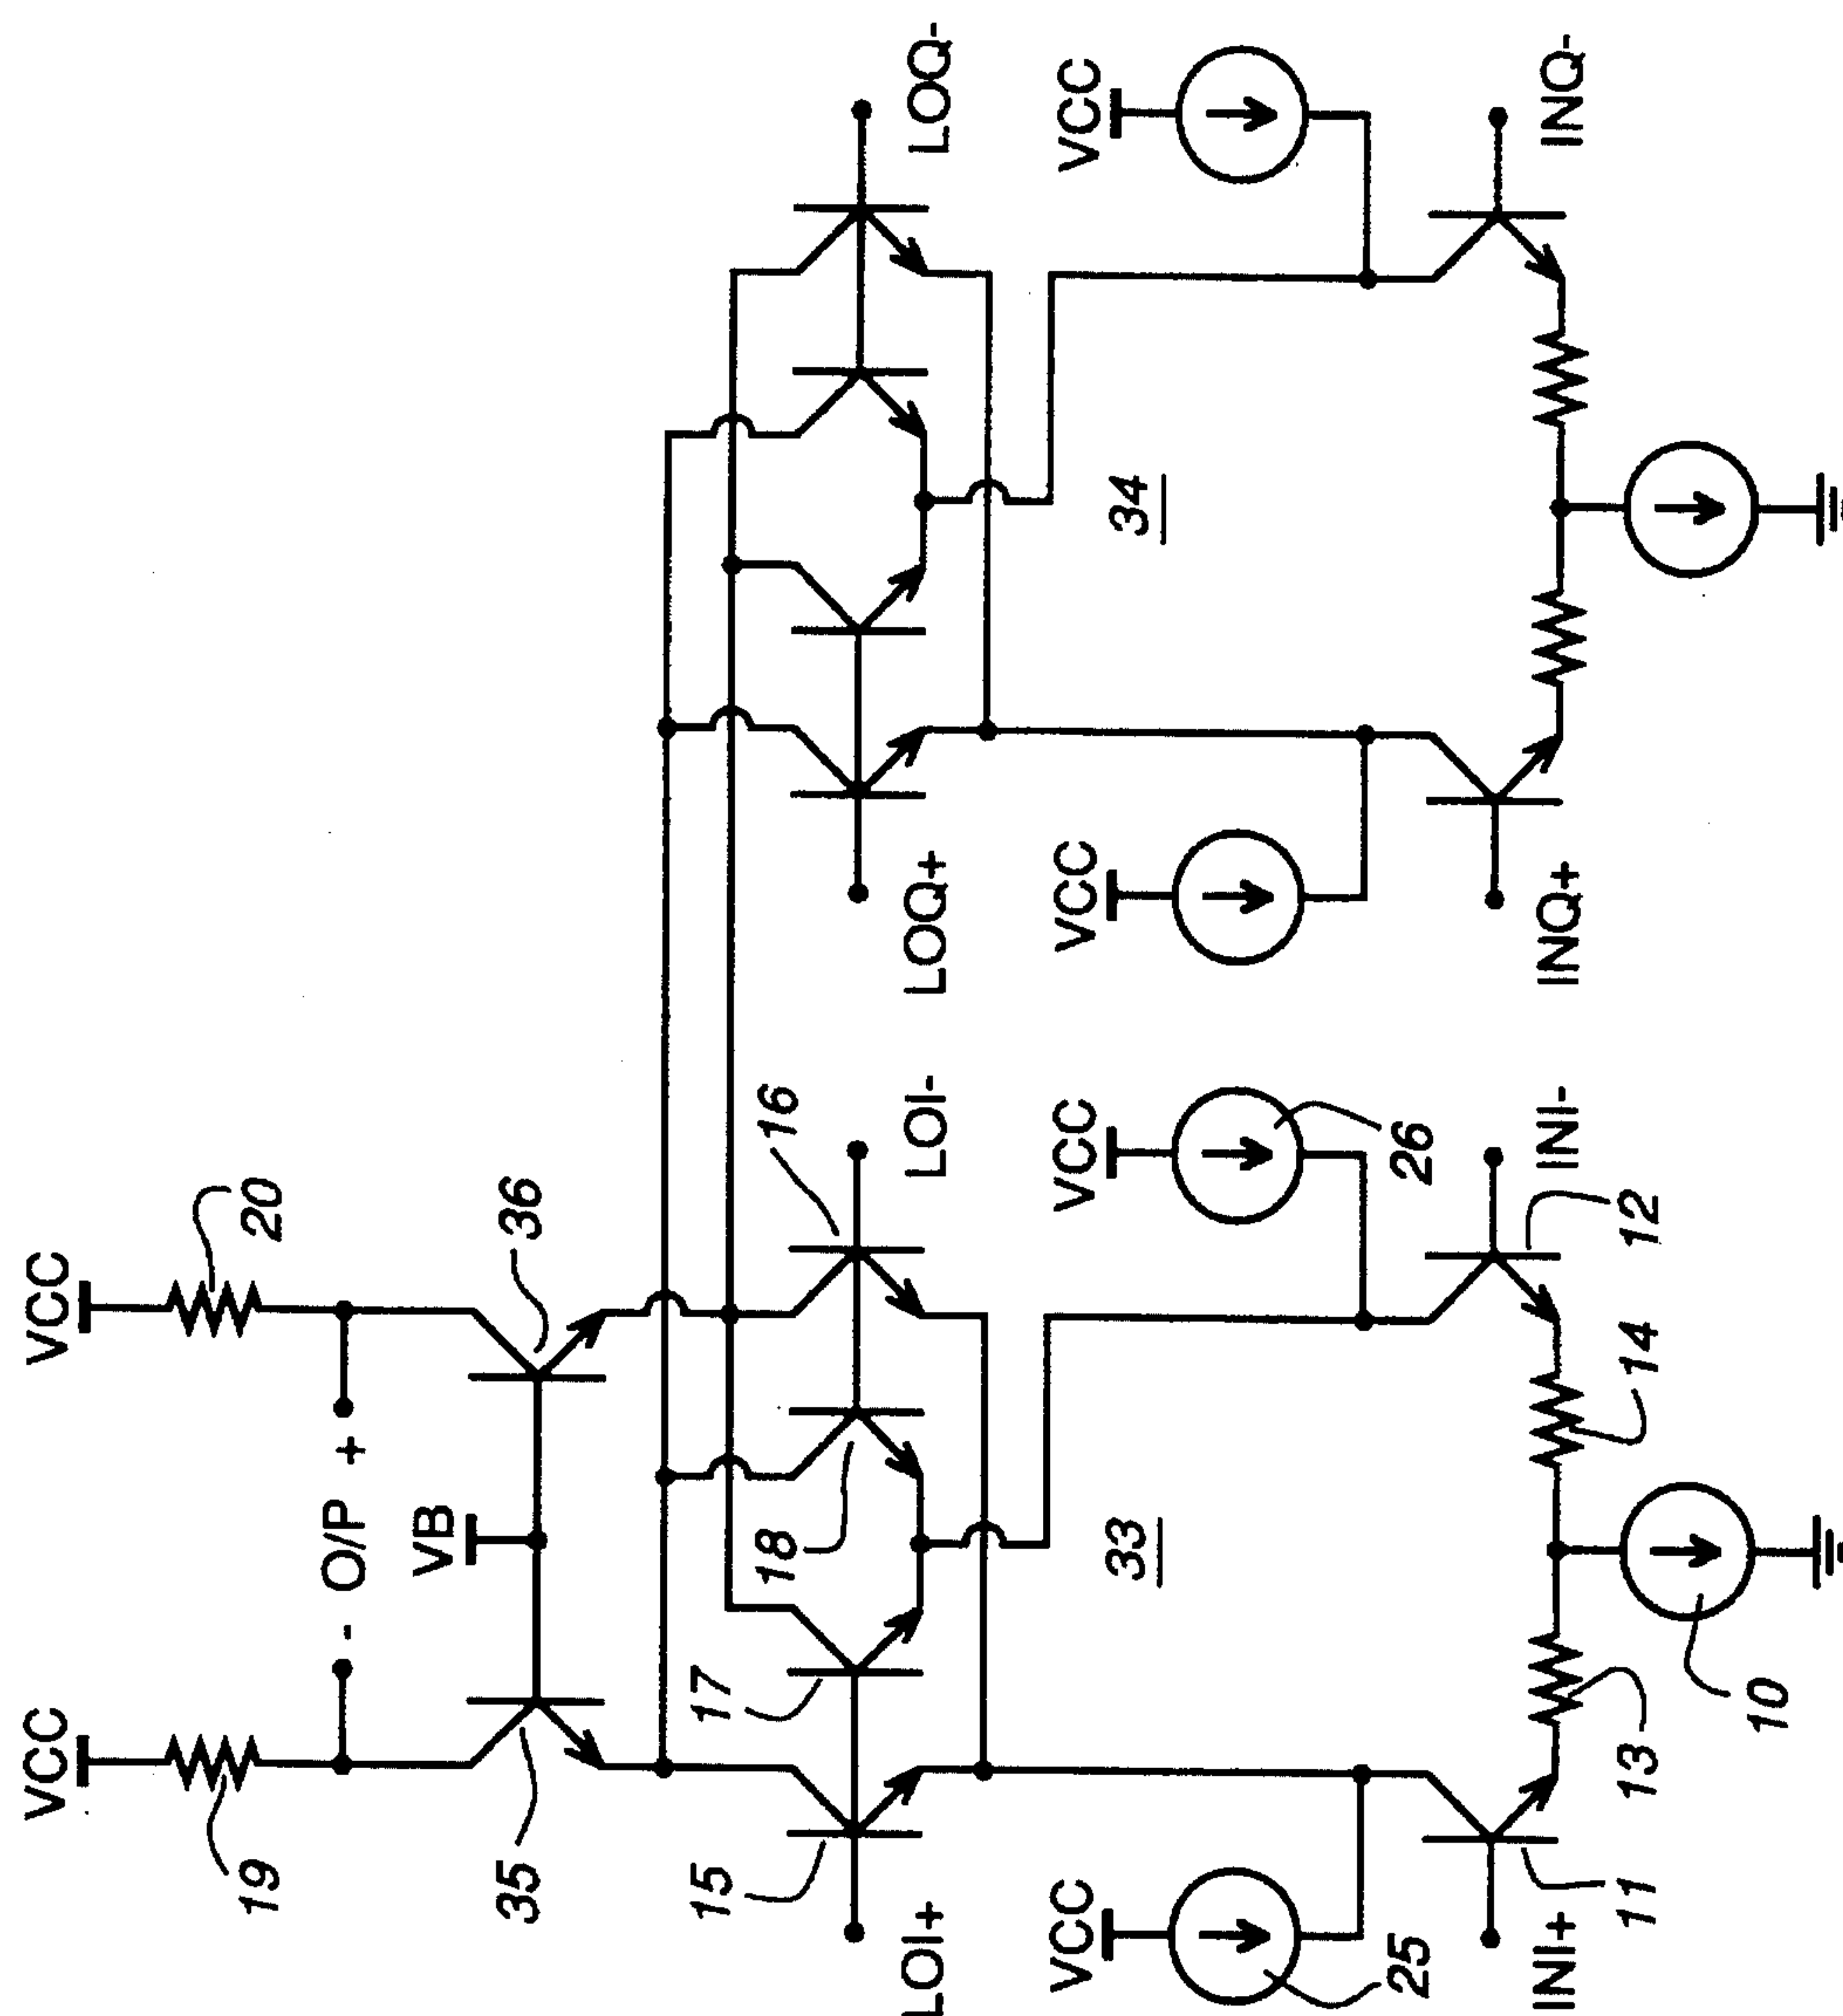 VCC
VCC
19
20
- O/P +
VB
35
36
15
17
18
16
LOI+
LOI-
LOQ+
LOQ-
VCC
VCC
VCC
VCC
25
33
26
34
INI+
INI-
INQ+
INQ-
11
13
14
12
10